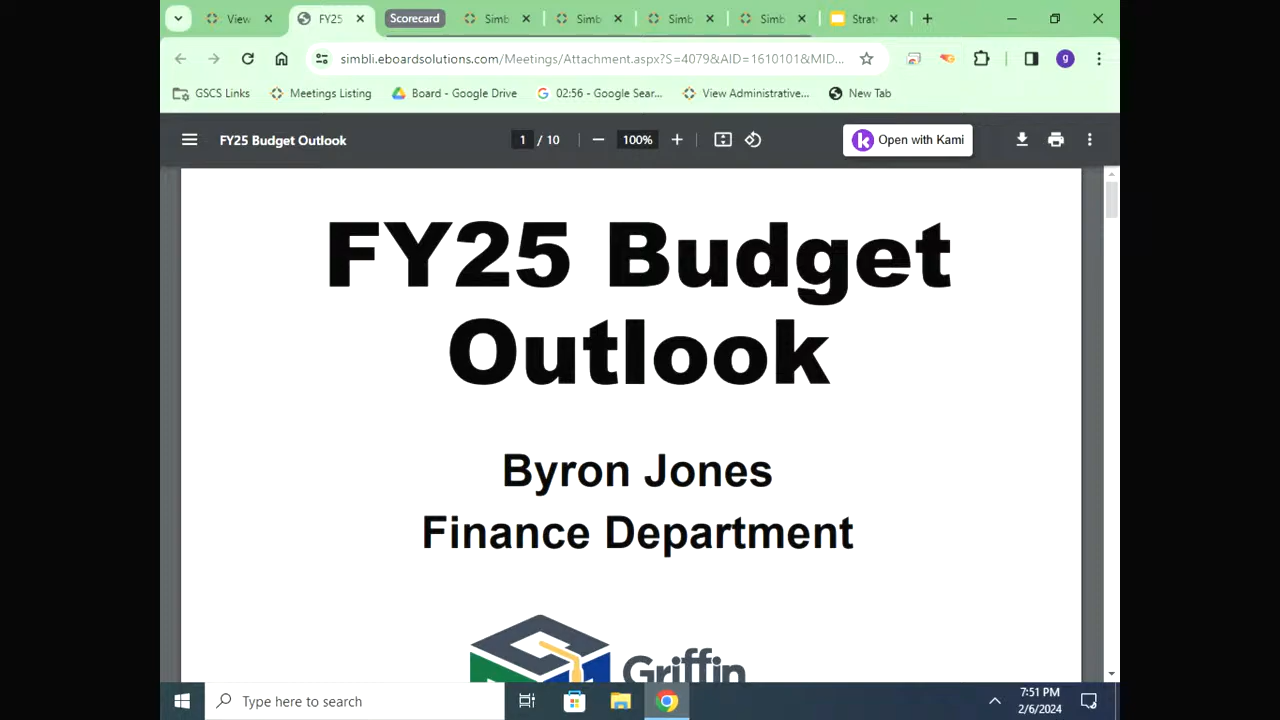 View
FY25
Scorecard
Simb
Simb
Simb
Simb
Strat
simbli.eboardsolutions.com/Meetings/Attachment.aspx?S=4079&AID=1610101&MID...
g
GSCS Links
Meetings Listing
Board - Google Drive
02:56 - Google Sear...
View Administrative...
New Tab
FY25 Budget Outlook
1 / 10
100%
k Open with Kami
FY25 Budget
Outlook
Byron Jones
Finance Department
Griffin
Type here to search
7:51 PM
2/6/2024